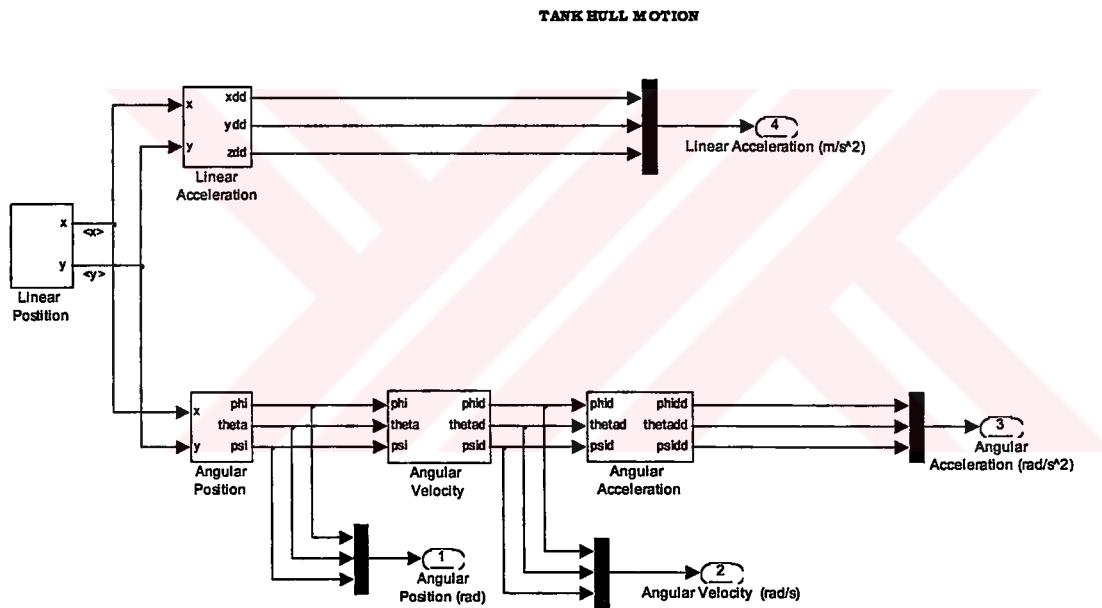 TANK HULL MOTION
x
y
xdd
ydd
zdd
Linear
Acceleration
4
Linear Acceleration (m/s^2)
x
y
<x>
<y>
Linear
Postition
x
y
phi
theta
psi
Angular
Position
phi
theta
psi
phid
thetad
psid
Angular
Velocity
phid
thetad
psid
phidd
thetadd
psidd
Angular
Acceleration
3
Angular
Acceleration (rad/s^2)
1
Angular
Position (rad)
2
Angular Velocity (rad/s)